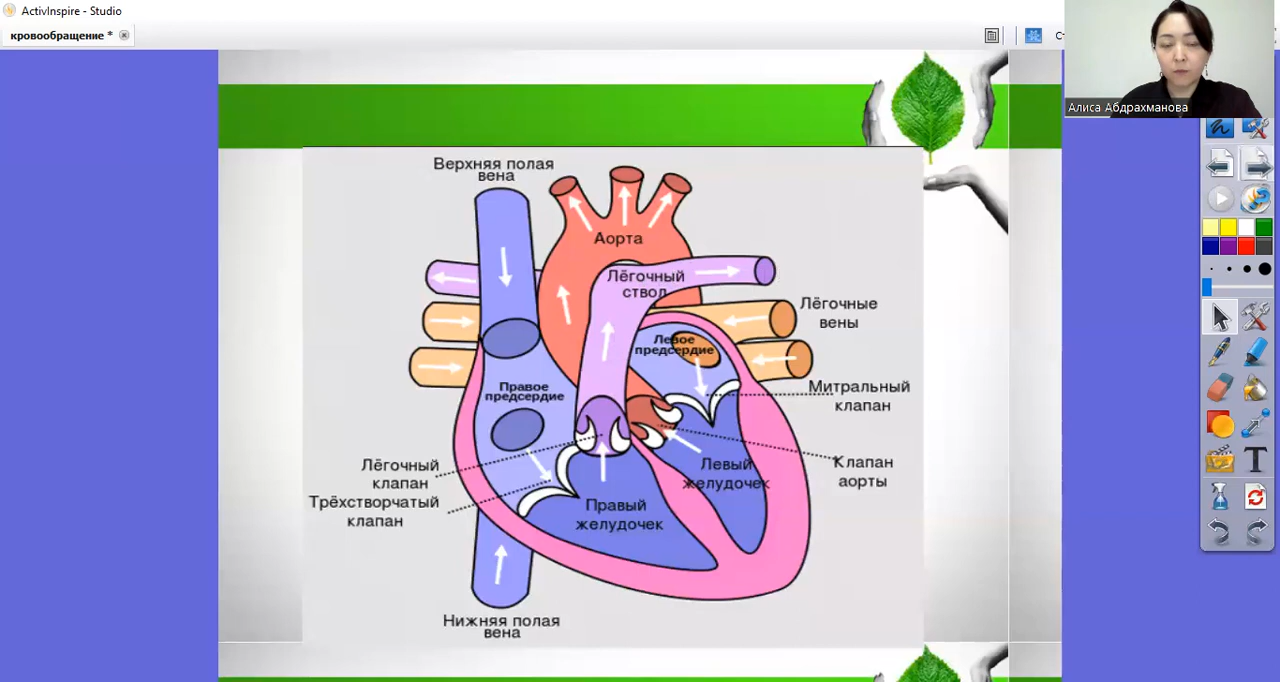 ActivInspire - Studio
кровообращение *
Ст
Алиса Абдрахманова
Верхняя полая
вена
Аорта
Лёгочный
ствол
Лёгочные
вены
Левое
предсердие
Правое
предсердие
Митральный
клапан
Лёгочный
клапан
Трёхстворчатый
клапан
Левый
желудочек
Клапан
аорты
Правый
желудочек
Нижняя полая
вена